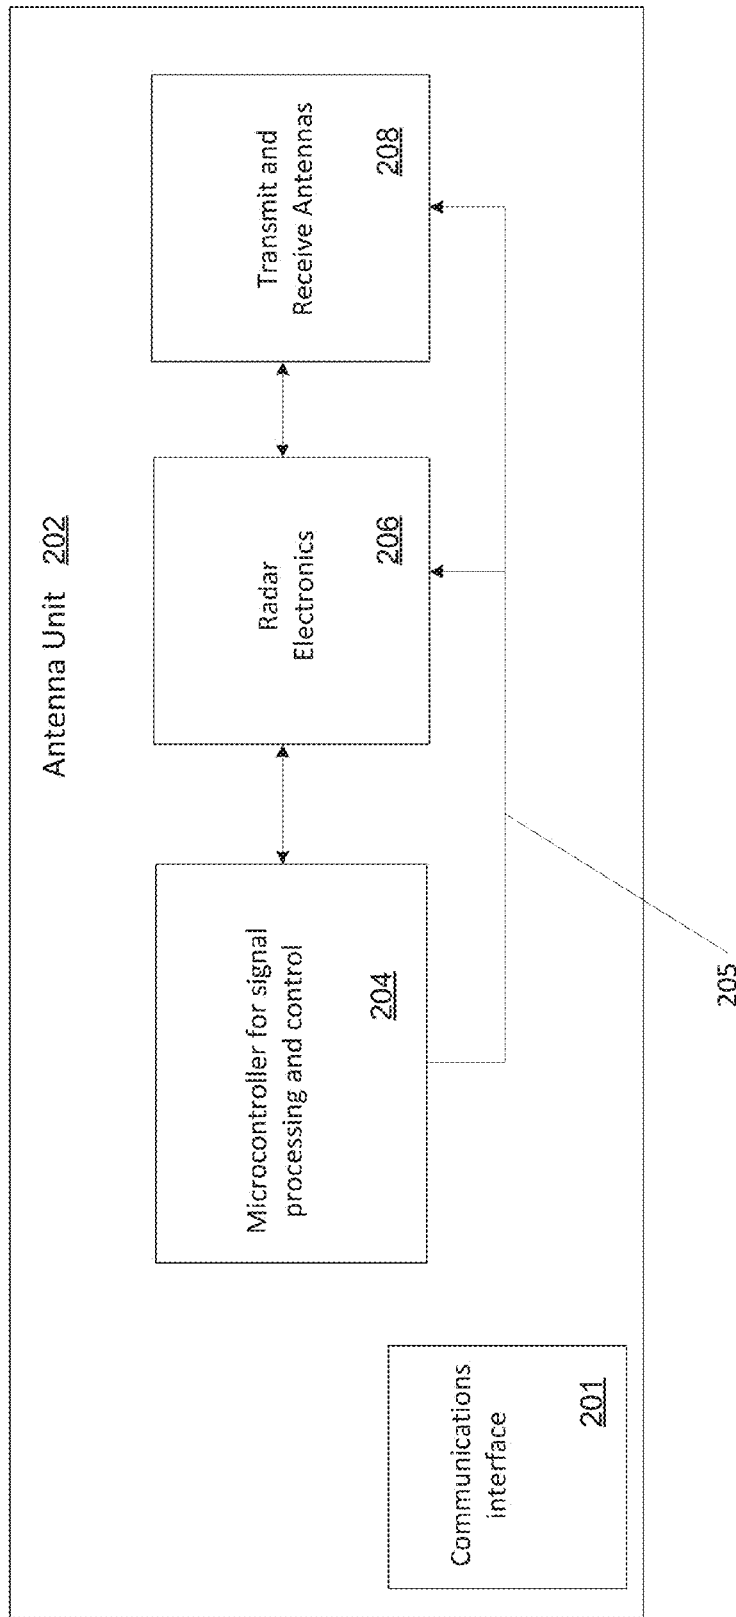 Antenna Unit 202
Microcontroller for signal
processing and control
204
Radar
Electronics
206
Transmit and
Receive Antennas
208
Communications
interface
201
205